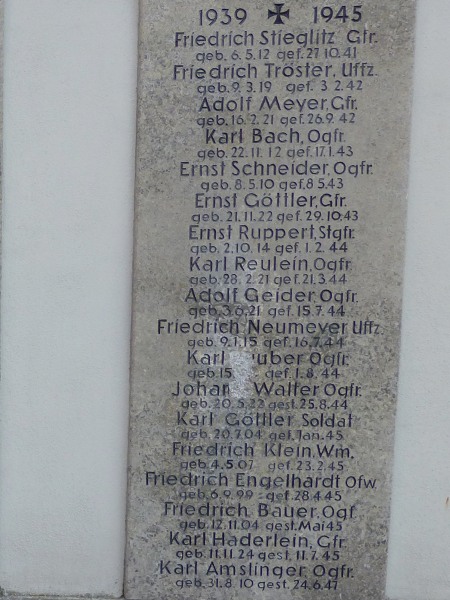 1939 ✠ 1945
Friedrich Stieglitz Gfr.
geb. 6.5.12 gef. 27.10.41
Friedrich Tröster, Uffz.
geb. 9.3.19 gef. 3.2.42
Adolf Meyer, Gfr.
geb. 16.2.21 gef. 26.9.42
Karl Bach, Ogfr.
geb. 22.11.12 gef. 17.1.43
Ernst Schneider, Ogfr.
geb. 8.5.10 gef. 8.5.43
Ernst Göttler, Gfr.
geb. 21.11.22 gef. 29.10.43
Ernst Ruppert, Stgfr.
geb. 2.10.14 gef. 1.2.44
Karl Reulein, Ogfr.
geb. 28.2.21 gef. 21.3.44
Adolf Geider, Ogfr.
geb. 3.6.21 gef. 15.7.44
Friedrich Neumeyer Uffz.
geb. 9.1.15 gef. 16.7.44
Karl Ogfr.
geb. 15 gef. 1.8.44
Walter Ogfr.
geb. 20.5.22 gest. 25.8.44
Karl Göttler Soldat
geb. 20.7.04 gef. Jan. 45
Friedrich Klein, Wm.
geb. 4.5.07 gef. 23.2.45
Friedrich Engelhardt Ofw.
geb. 6.9.99 - gef. 28.4.45
Friedrich Bauer, Ogf.
geb. 12.11.04 gest. Mai 45
Karl Haderlein, Gfr.
geb. 11.11.24 gest. 11.7.45
Karl Amslinger Ogfr.
geb. 31.8.10 gest. 24.6.47